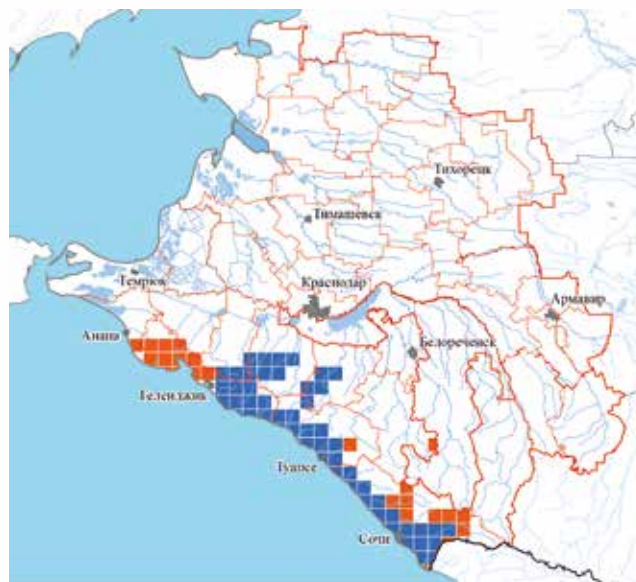 Тихорецк
Тимашевск
Темрюк
Краснодар
Армавир
Анапа
Белореченск
Геленджик
Туапсе
Сочи